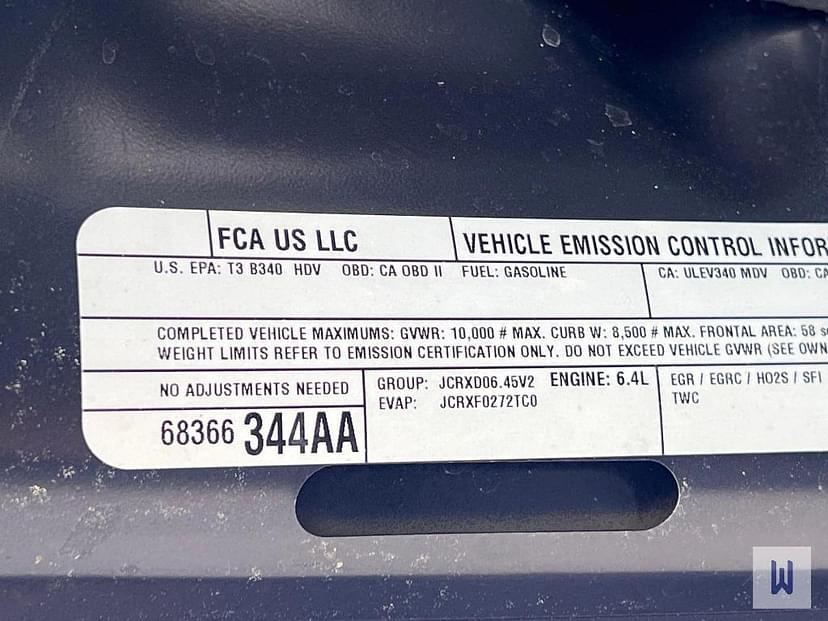 FCA US LLC
VEHICLE EMISSION CONTROL INFOR
U.S. EPA: T3 B340 HDV OBD: CA OBD II FUEL: GASOLINE
CA: ULEV340 MDV OBD: CA
COMPLETED VEHICLE MAXIMUMS: GVWR: 10,000 # MAX. CURB W: 8,500 # MAX. FRONTAL AREA: 58 s
WEIGHT LIMITS REFER TO EMISSION CERTIFICATION ONLY. DO NOT EXCEED VEHICLE GVWR (SEE OWN
NO ADJUSTMENTS NEEDED
68366 344AA
GROUP: JCRXD06.45V2 ENGINE: 6.4L
EVAP: JCRXF0272TC0
EGR / EGRC / HO2S / SFI
TWC
W